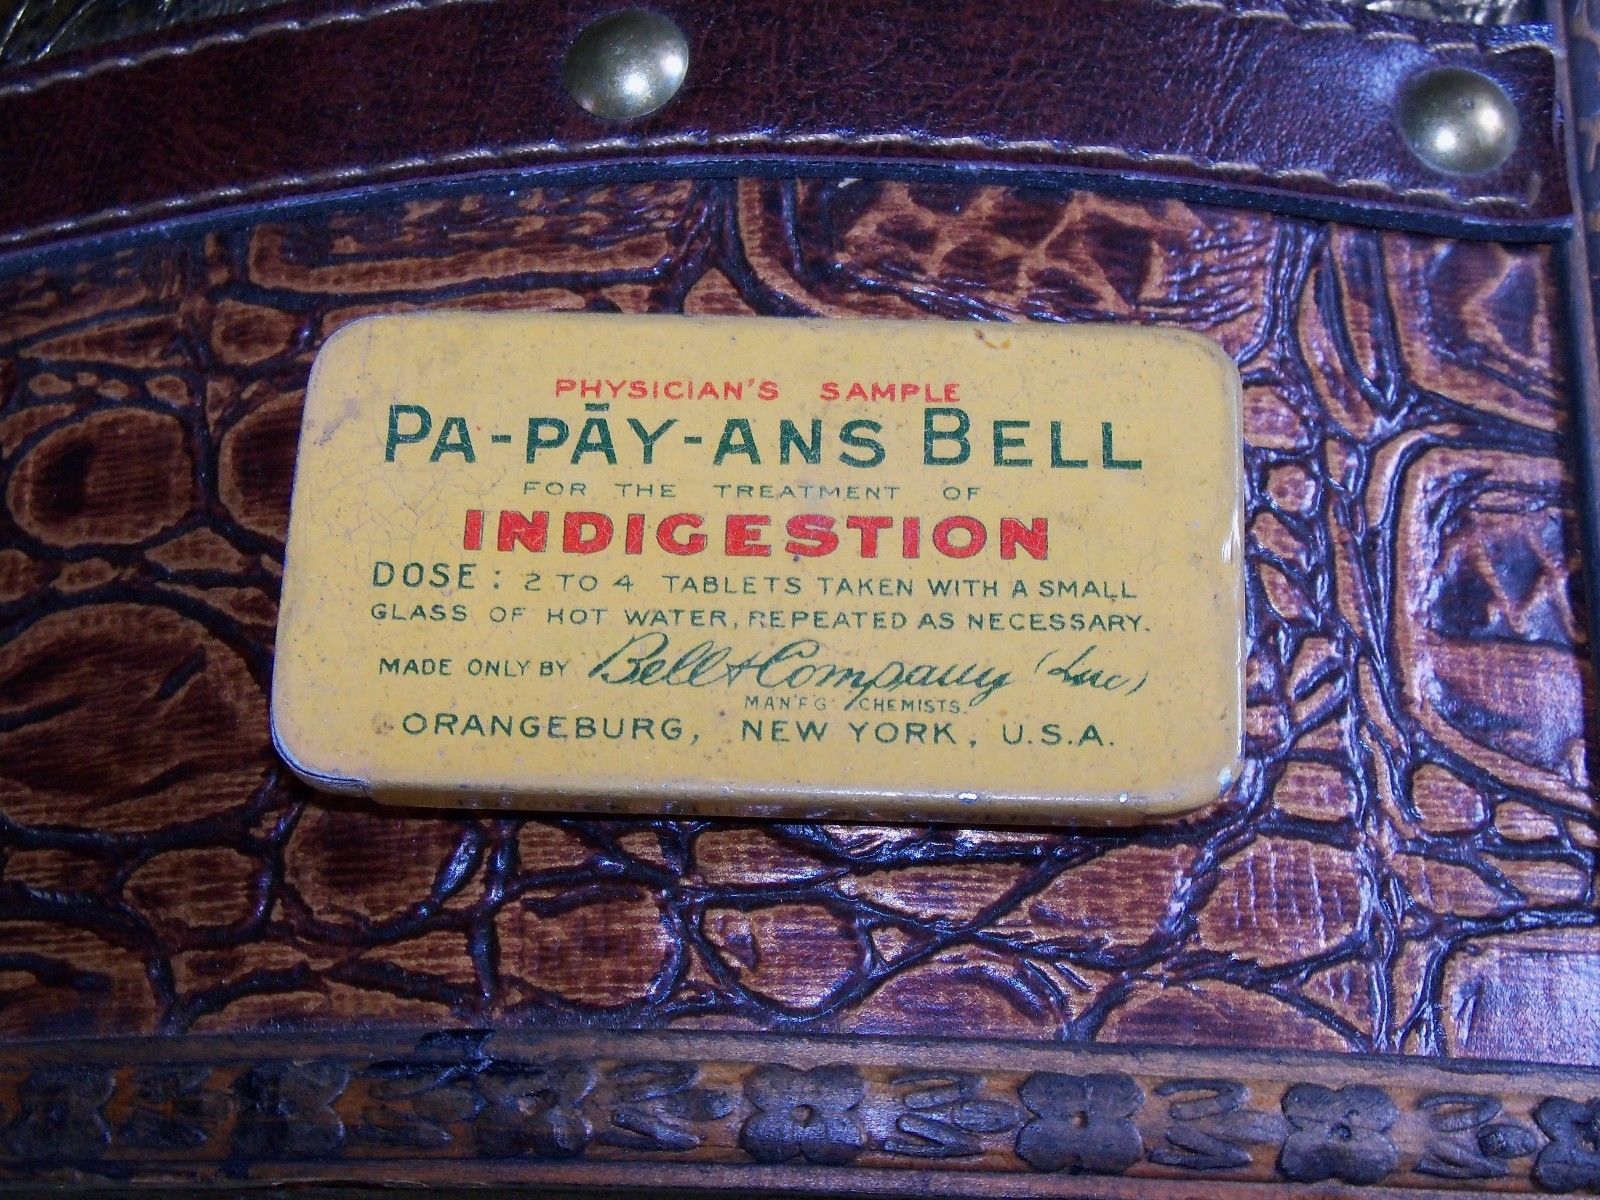 PHYSICIAN'S SAMPLE
PA-PĀY-ANS BELL
FOR THE TREATMENT OF
INDIGESTION
DOSE: 2 TO 4 TABLETS TAKEN WITH A SMALL
GLASS OF HOT WATER, REPEATED AS NECESSARY.
MADE ONLY BY Bell & Company (Inc)
MAN'F'G CHEMISTS.
ORANGEBURG, NEW YORK, U.S.A.